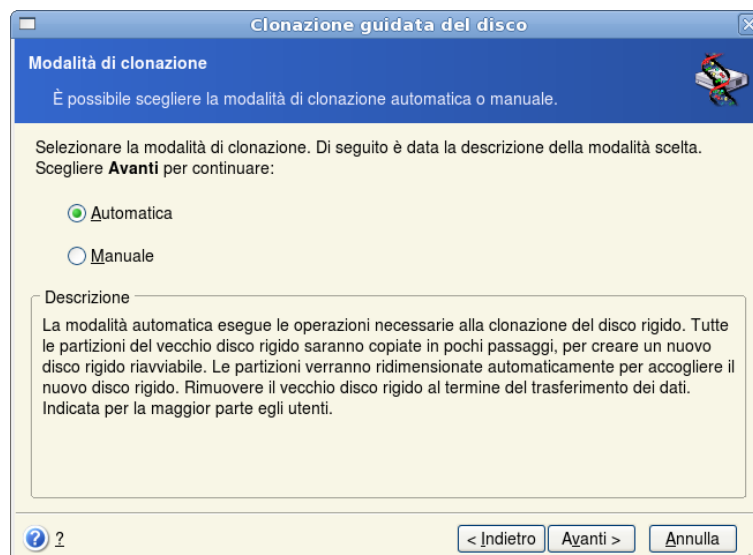 Clonazione guidata del disco
Modalità di clonazione
È possibile scegliere la modalità di clonazione automatica o manuale.
Selezionare la modalità di clonazione. Di seguito è data la descrizione della modalità scelta.
Scegliere Avanti per continuare:
Automatica
Manuale
Descrizione
La modalità automatica esegue le operazioni necessarie alla clonazione del disco rigido. Tutte
le partizioni del vecchio disco rigido saranno copiate in pochi passaggi, per creare un nuovo
disco rigido riavviabile. Le partizioni verranno ridimensionate automaticamente per accogliere il
nuovo disco rigido. Rimuovere il vecchio disco rigido al termine del trasferimento dei dati.
Indicata per la maggior parte egli utenti.
? ? < Indietro Avanti > Annulla